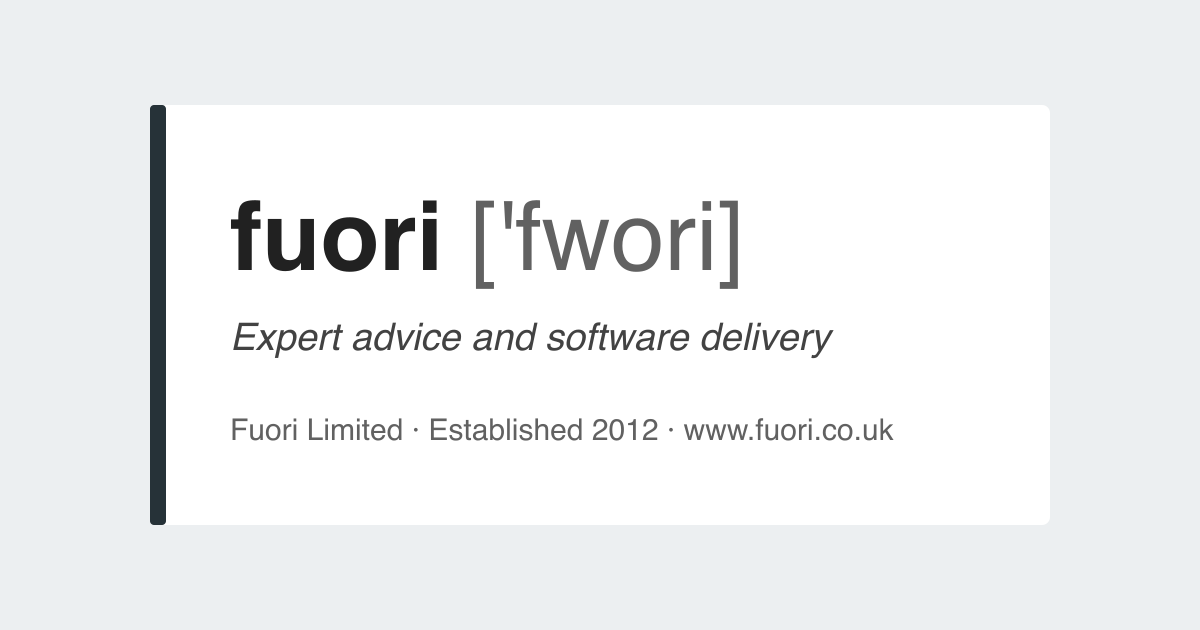 fuori ['fwori]
Expert advice and software delivery
Fuori Limited · Established 2012 · www.fuori.co.uk